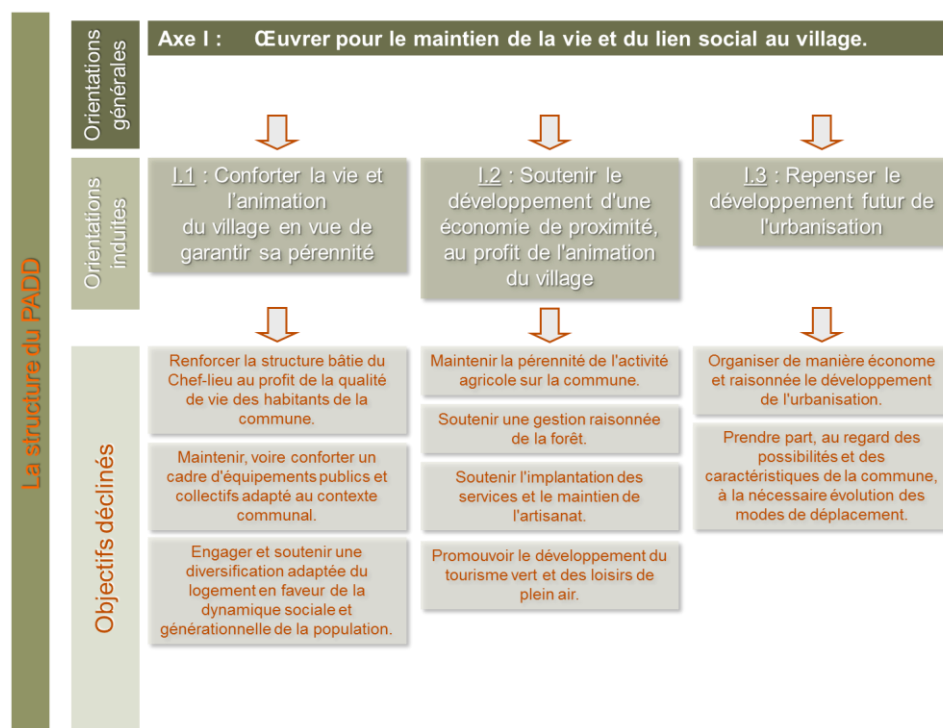 La structure du PADD
Orientations
générales
Axe I : Œuvrer pour le maintien de la vie et du lien social au village.
Orientations
induites
I.1 : Conforter la vie et
l'animation
du village en vue de
garantir sa pérennité
I.2 : Soutenir le
développement d'une
économie de proximité,
au profit de l'animation
du village
I.3 : Repenser le
développement futur de
l'urbanisation
Objectifs déclinés
Renforcer la structure bâtie du
Chef-lieu au profit de la qualité
de vie des habitants de la
commune.
Maintenir, voire conforter un
cadre d'équipements publics et
collectifs adapté au contexte
communal.
Engager et soutenir une
diversification adaptée du
logement en faveur de la
dynamique sociale et
générationnelle de la population.
Maintenir la pérennité de l'activité
agricole sur la commune.
Soutenir une gestion raisonnée
de la forêt.
Soutenir l'implantation des
services et le maintien de
l'artisanat.
Promouvoir le développement du
tourisme vert et des loisirs de
plein air.
Organiser de manière économe
et raisonnée le développement
de l'urbanisation.
Prendre part, au regard des
possibilités et des
caractéristiques de la commune,
à la nécessaire évolution des
modes de déplacement.